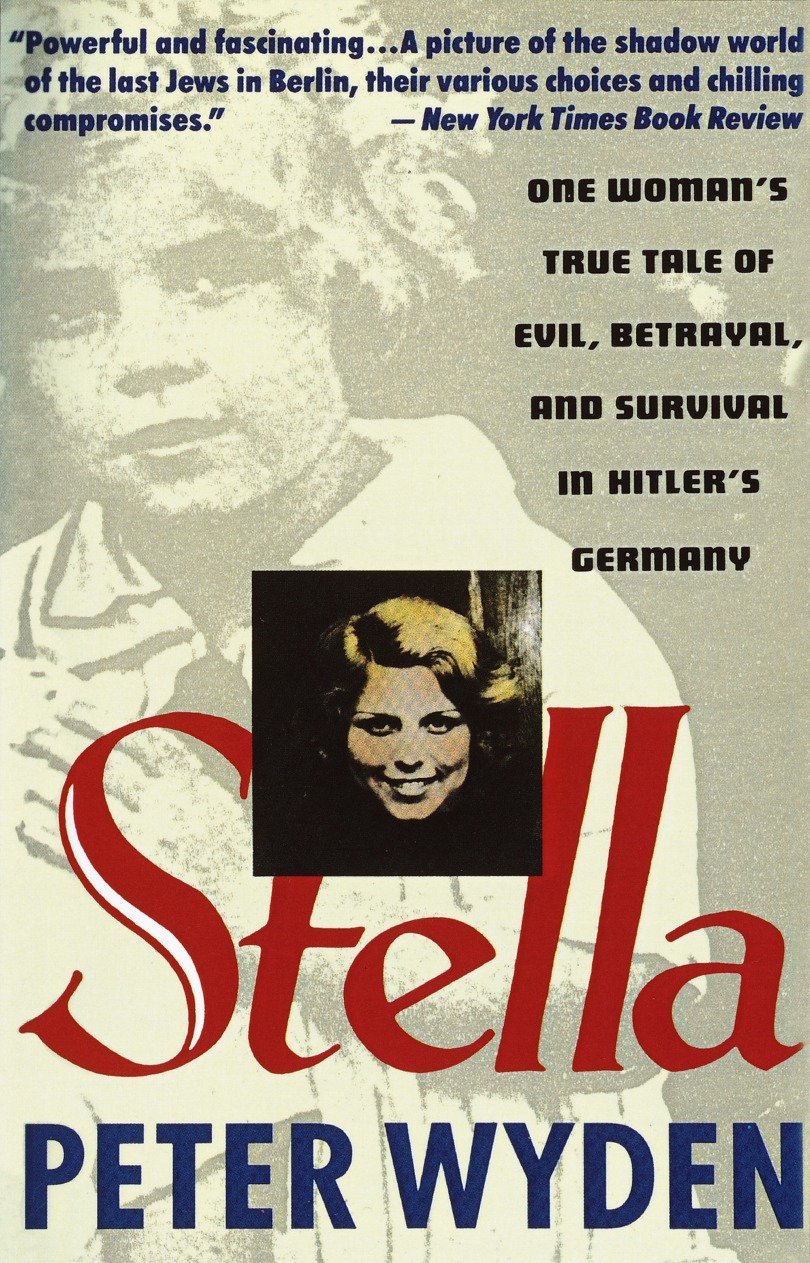 “Powerful and fascinating...A picture of the shadow world
of the last Jews in Berlin, their various choices and chilling
compromises.” — New York Times Book Review
ONE WOMAN'S
TRUE TALE OF
EVIL, BETRAYAL,
AND SURVIVAL
IN HITLER'S
GERMANY
Stella
PETER WYDEN